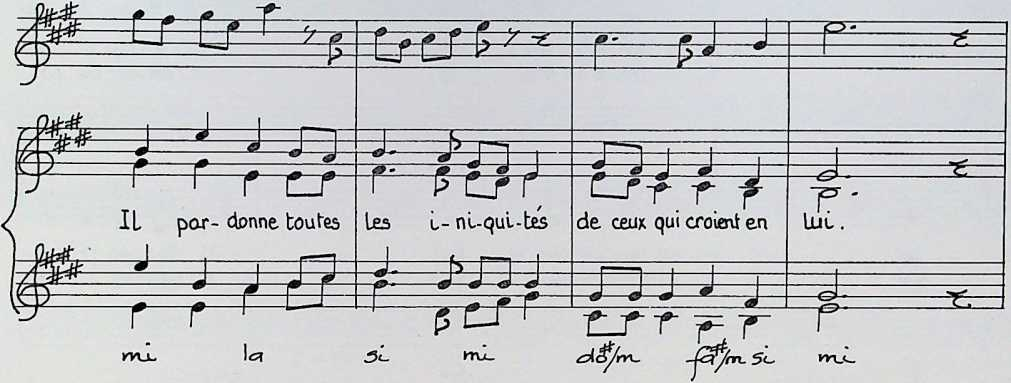 Il par-donne toutes les i-ni-qui-tés de ceux qui croient en lui.
mi la si mi do#/m fa#/m si mi